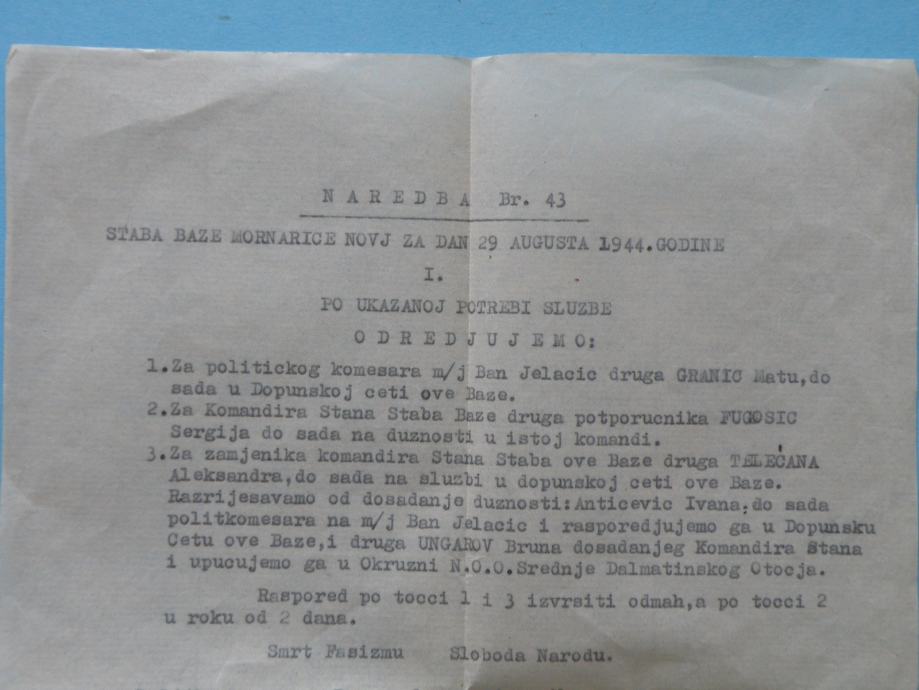 NAREDBA Br. 43
STABA BAZE MORNARICE NOVJ ZA DAN 29 AUGUSTA 1944.GODINE
I.
PO UKAZANOJ POTREBI SLUZBE
ODREDJUJEMO:
1.Za politickog komesara m/j Ban Jelacic druga GRANIC Matu,do
sada u Dopunskoj ceti ove Baze.
2.Za Komandira Stana Staba Baze druga potporucnika FUGOSIC
Sergija do sada na duznosti u istoj komandi.
3.Za zamjenika komandira Stana Staba ove Baze druga TELEĆANA
Aleksandra,do sada na sluzbi u dopunskoj ceti ove Baze.
Razrijesavamo od dosadanje duznosti:Anticevic Ivana,do sada
politkomesara na m/j Ban Jelacic i rasporedjujemo ga u Dopunsku
Cetu ove Baze,i druga UNGAROV Bruna dosadanjeg Komandira Stana
i upucujemo ga u Okruzni N.O.O.Srednje Dalmatinskog Otocja.
Raspored po tocci 1 i 3 izvrsiti odmah,a po tocci 2
u roku od 2 dana.
Smrt Fasizmu Sloboda Narodu.